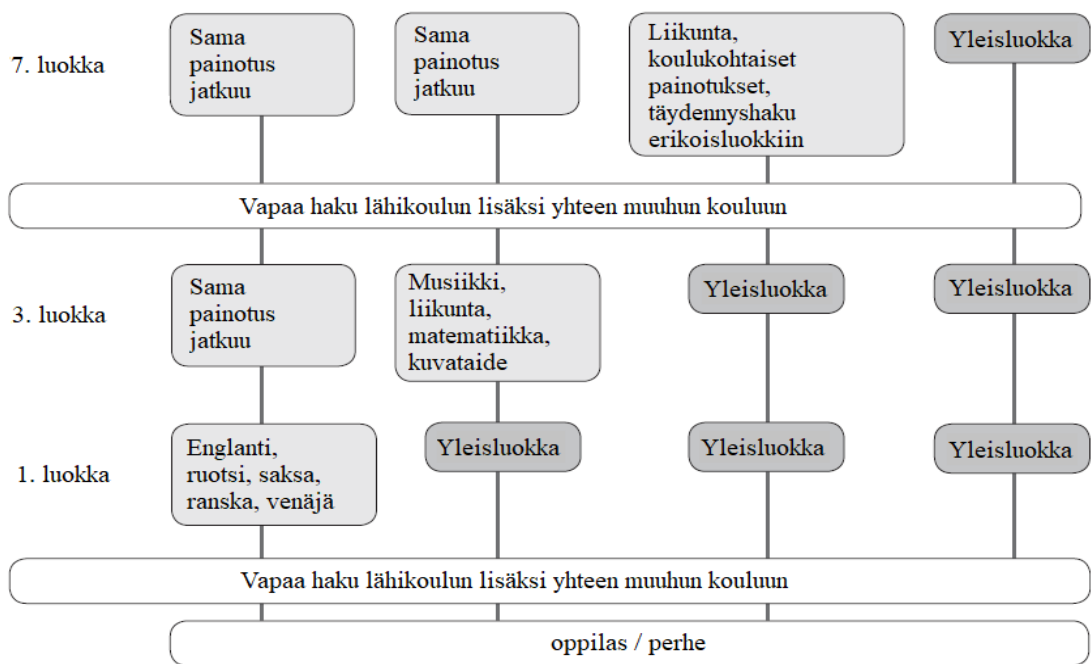 7. luokka
Sama
painotus
jatkuu
Sama
painotus
jatkuu
Liikunta,
koulukohtaiset
painotukset,
täydennyshaku
erikoisluokkiin
Yleisluokka
Vapaa haku lähikoulun lisäksi yhteen muuhun kouluun
3. luokka
Sama
painotus
jatkuu
Musiikki,
liikunta,
matematiikka,
kuvataide
Yleisluokka
Yleisluokka
1. luokka
Englanti,
ruotsi, saksa,
ranska, venäjä
Yleisluokka
Yleisluokka
Yleisluokka
Vapaa haku lähikoulun lisäksi yhteen muuhun kouluun
oppilas / perhe